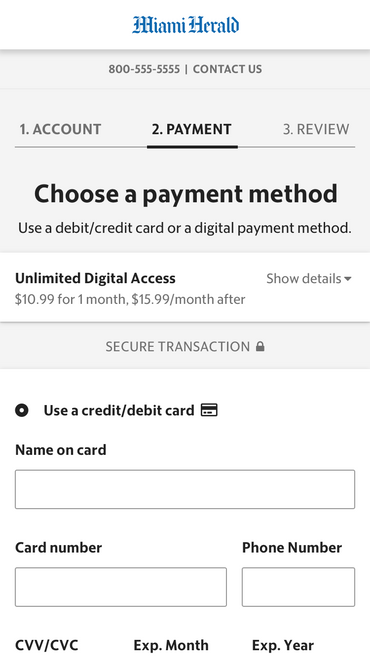 Miami Herald
800-555-5555 | CONTACT US
1. ACCOUNT 2. PAYMENT 3. REVIEW
Choose a payment method
Use a debit/credit card or a digital payment method.
Unlimited Digital Access Show details
$10.99 for 1 month, $15.99/month after
SECURE TRANSACTION
Use a credit/debit card
Name on card
Card number Phone Number
CVV/CVC Exp. Month Exp. Year